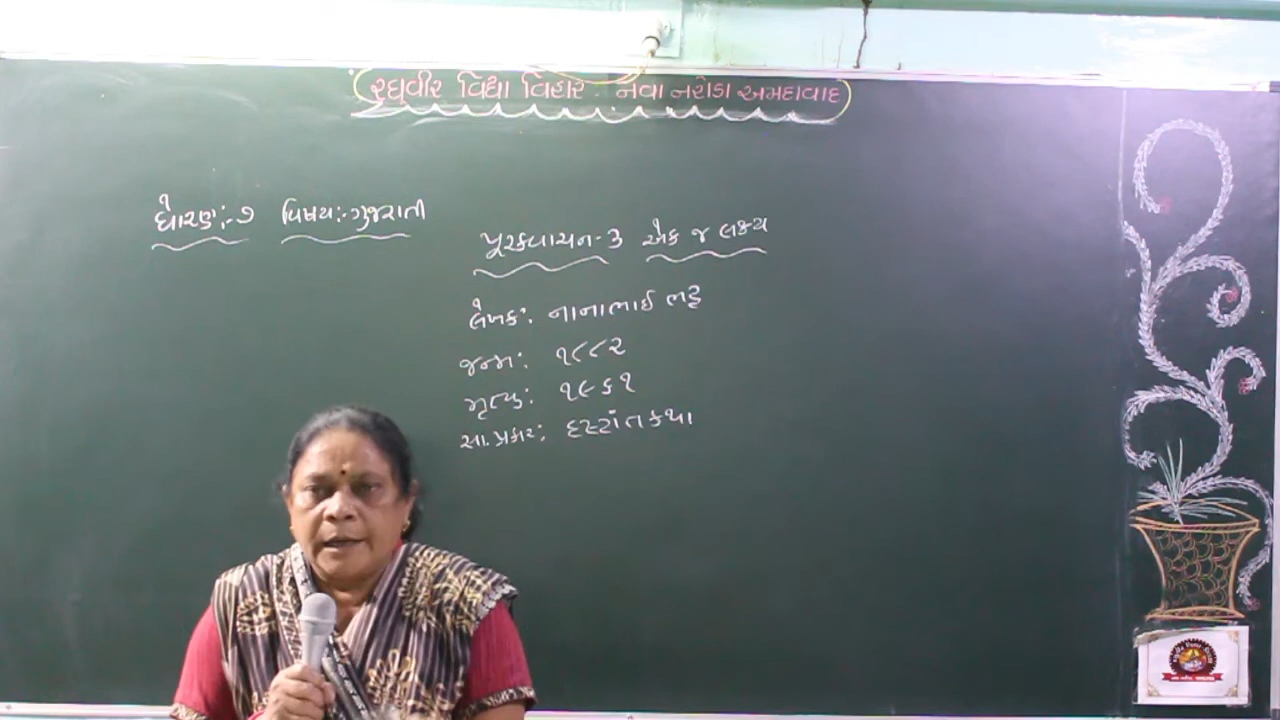 રઘુવીર વિદ્યા વિહાર - નવા નરોડા અમદાવાદ
ધોરણ:-૭ વિષય:-ગુજરાતી
પૂરકવાચન-૩ એક જ લક્ષ્ય
લેખક: નાનાભાઈ ભટ્ટ
જન્મ: ૧૮૮૨
મૃત્યુ: ૧૯૬૧
સા.પ્રકાર: દૃષ્ટાંતકથા